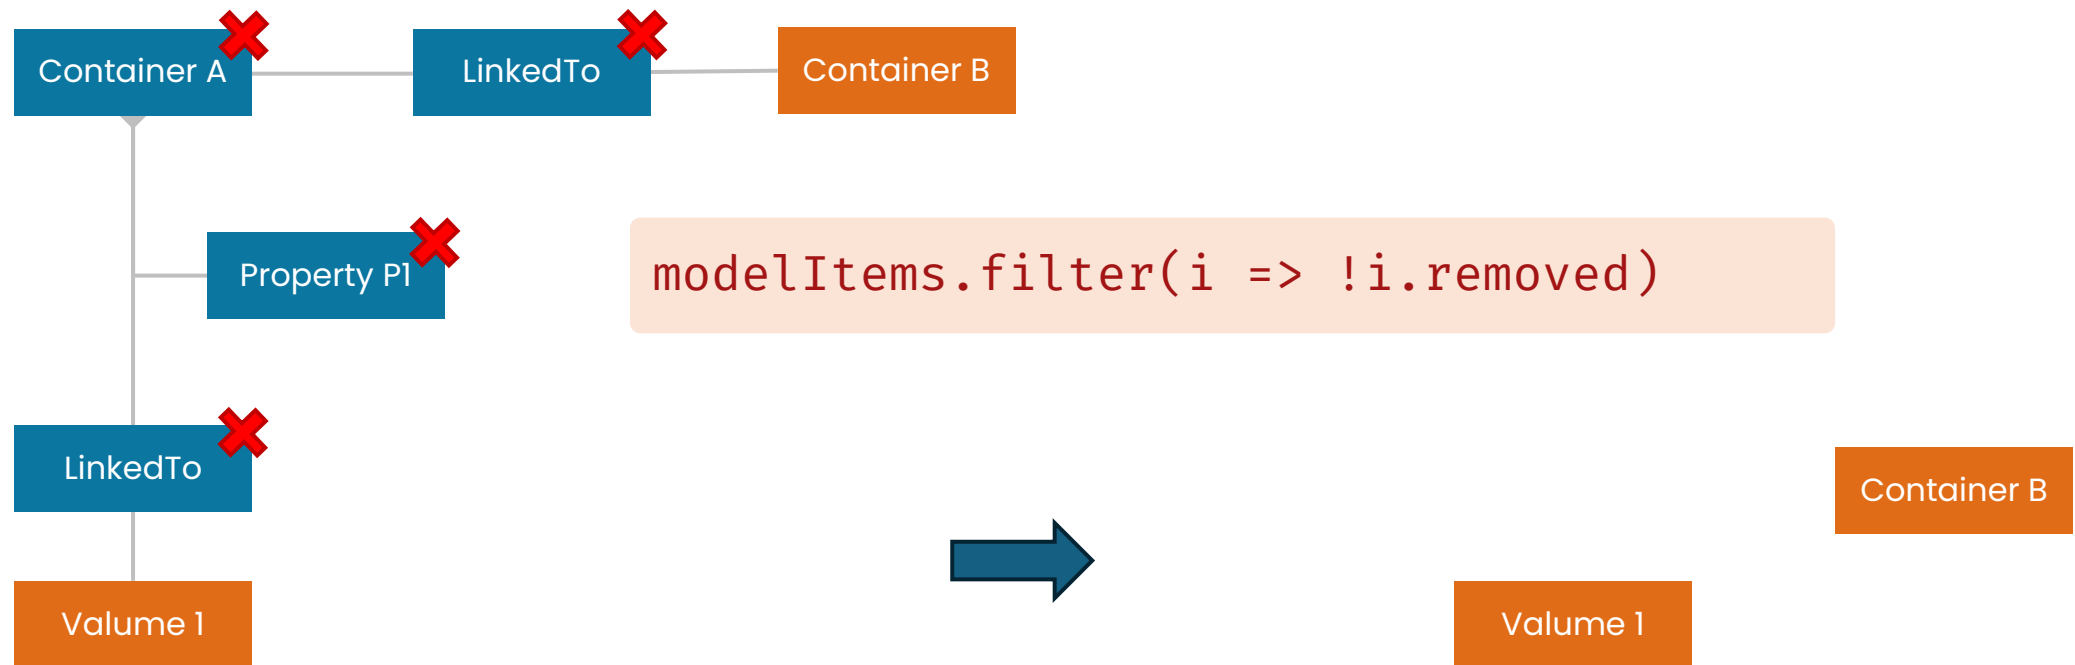 Container A
LinkedTo
Container B
Property P1
modelItems.filter(i => !i.removed)
LinkedTo
Container B
Valume 1
Valume 1